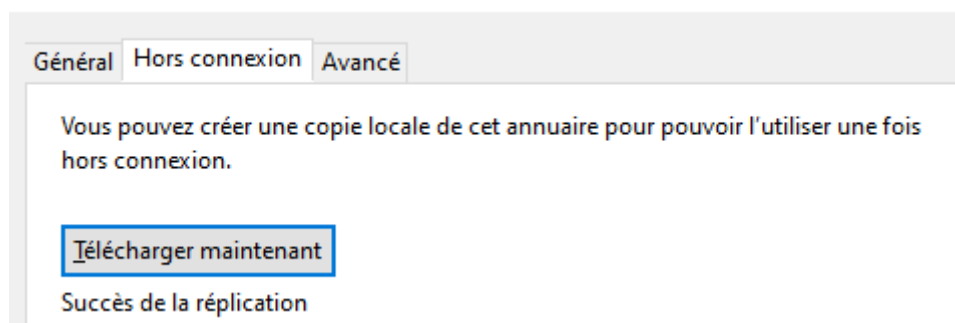 Général Hors connexion Avancé
Vous pouvez créer une copie locale de cet annuaire pour pouvoir l'utiliser une fois
hors connexion.
Télécharger maintenant
Succès de la réplication